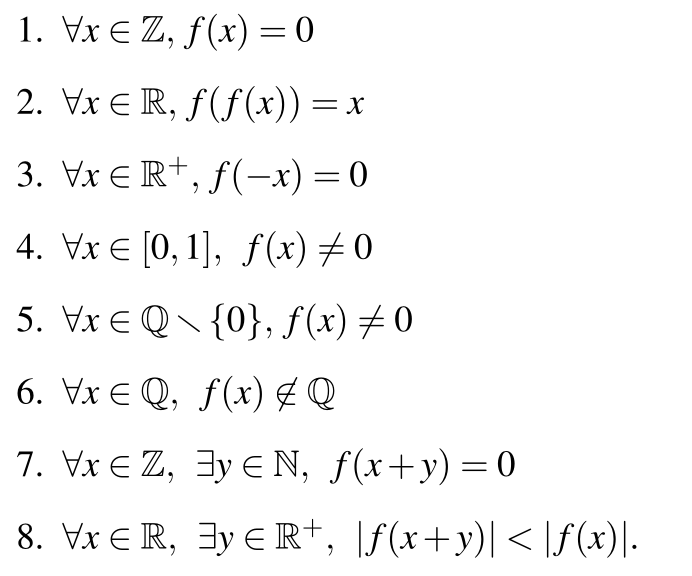 1. ∀x ∈ ℤ, f(x) = 0
2. ∀x ∈ ℝ, f(f(x)) = x
3. ∀x ∈ ℝ⁺, f(−x) = 0
4. ∀x ∈ [0, 1], f(x) ≠ 0
5. ∀x ∈ ℚ ∖ {0}, f(x) ≠ 0
6. ∀x ∈ ℚ, f(x) ∉ ℚ
7. ∀x ∈ ℤ, ∃y ∈ ℕ, f(x+y) = 0
8. ∀x ∈ ℝ, ∃y ∈ ℝ⁺, |f(x+y)| < |f(x)|.